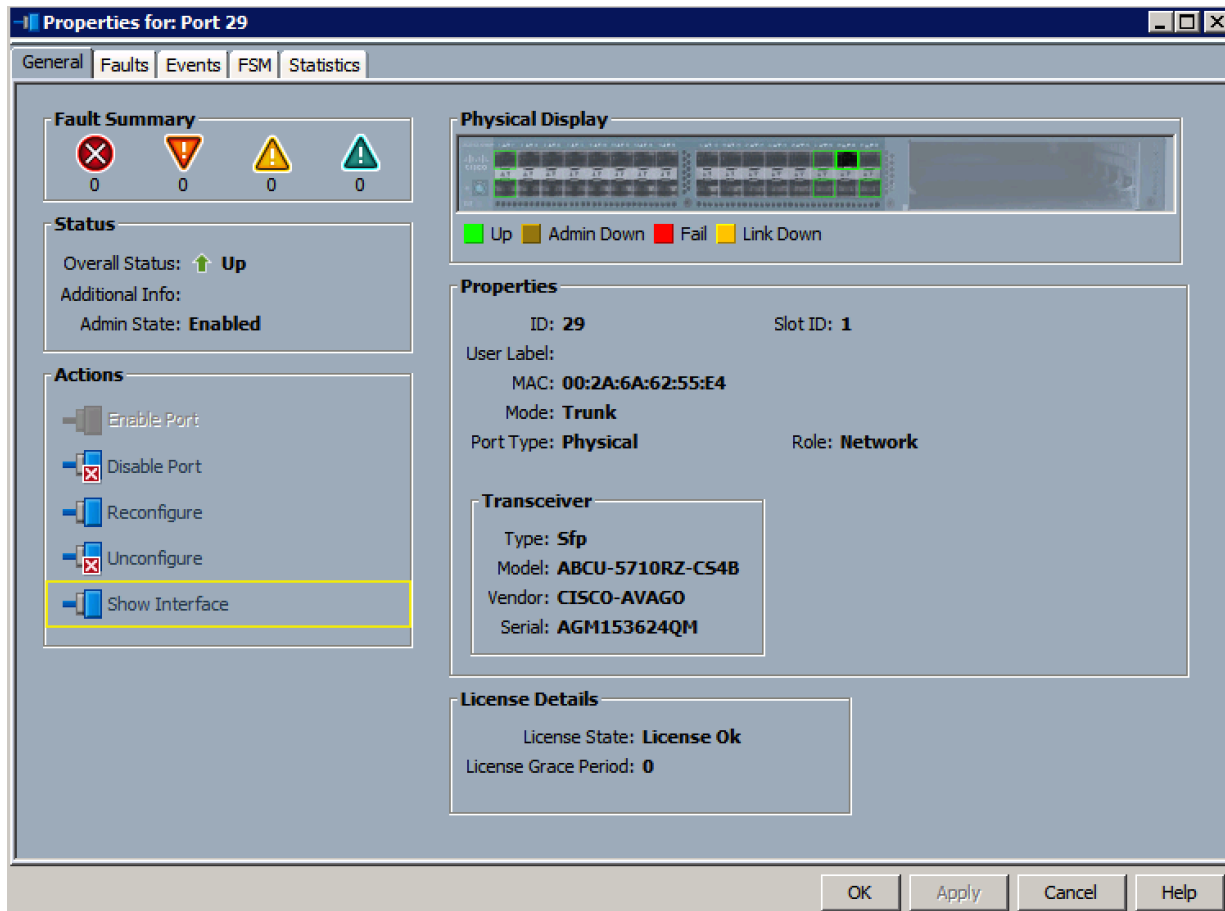 Properties for: Port 29
General Faults Events FSM Statistics
Fault Summary
0 0 0 0
Status
Overall Status: Up
Additional Info:
Admin State: Enabled
Actions
Enable Port
Disable Port
Reconfigure
Unconfigure
Show Interface
Physical Display
Up Admin Down Fail Link Down
Properties
ID: 29 Slot ID: 1
User Label:
MAC: 00:2A:6A:62:55:E4
Mode: Trunk
Port Type: Physical Role: Network
Transceiver
Type: Sfp
Model: ABCU-5710RZ-CS4B
Vendor: CISCO-AVAGO
Serial: AGM153624QM
License Details
License State: License Ok
License Grace Period: 0
OK Apply Cancel Help